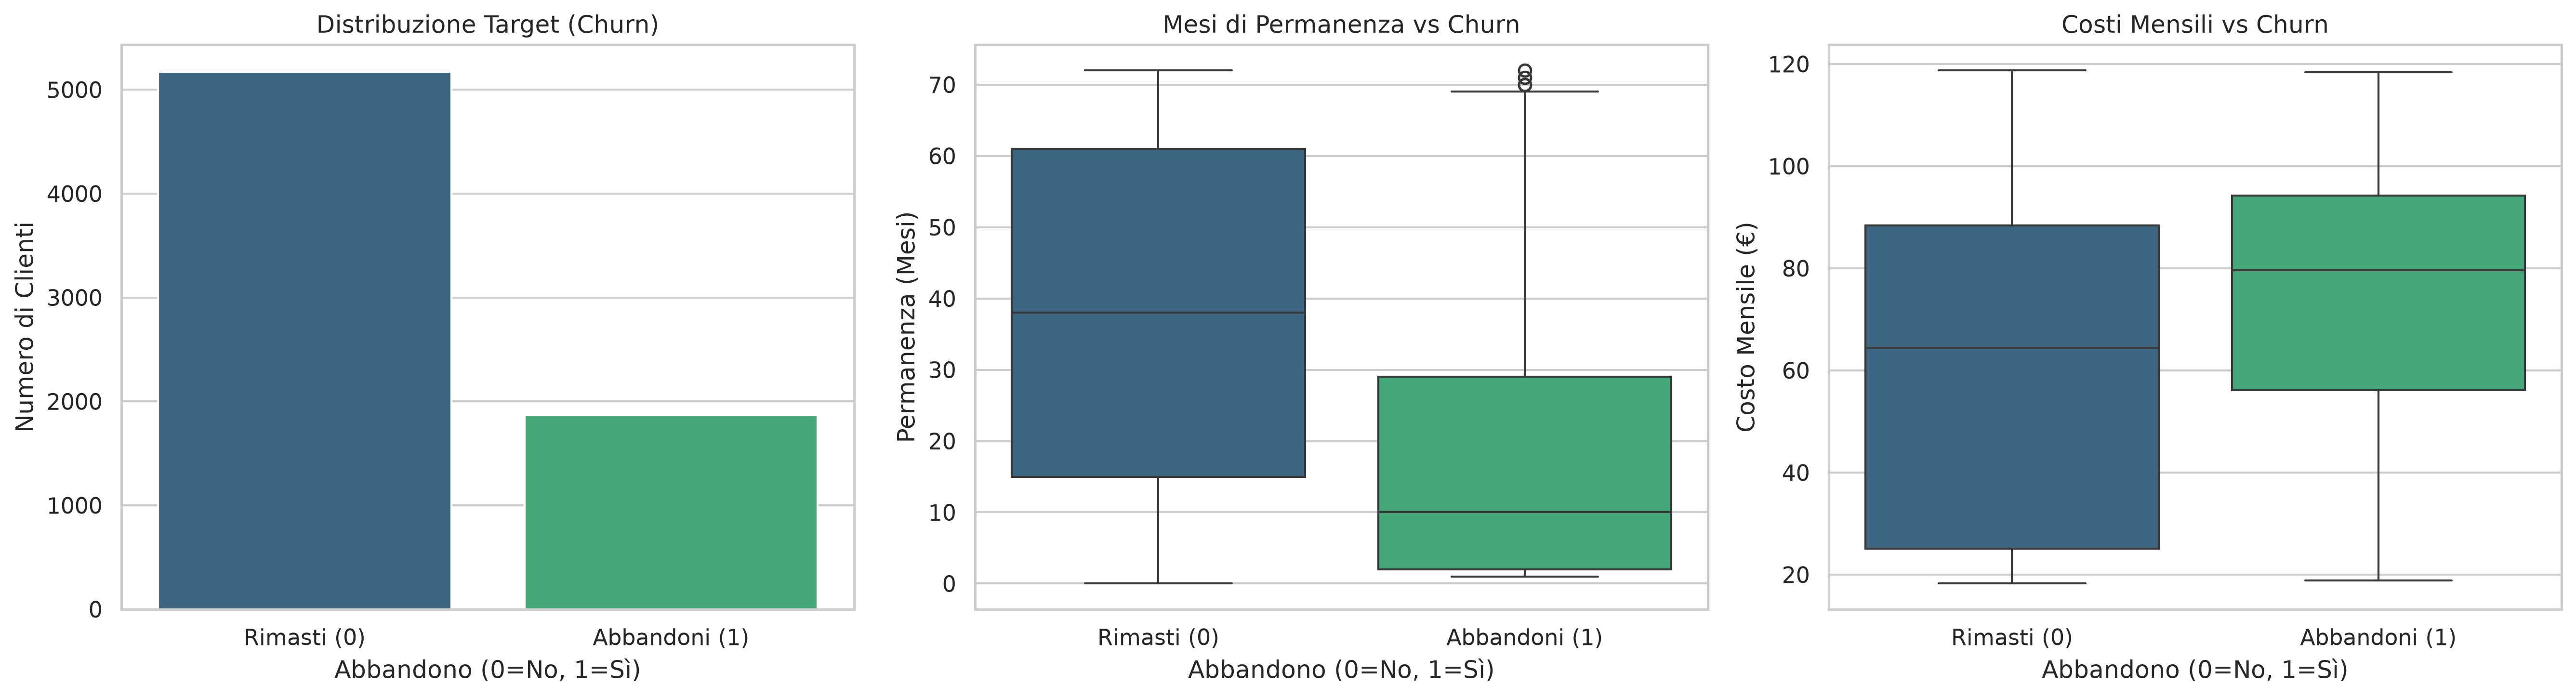 Distribuzione Target (Churn)
Numero di Clienti
5000
4000
3000
2000
1000
0
Rimasti (0)
Abbandoni (1)
Abbandono (0=No, 1=Sì)
Mesi di Permanenza vs Churn
Permanenza (Mesi)
70
60
50
40
30
20
10
0
Rimasti (0)
Abbandoni (1)
Abbandono (0=No, 1=Sì)
Costi Mensili vs Churn
Costo Mensile (€)
120
100
80
60
40
20
Rimasti (0)
Abbandoni (1)
Abbandono (0=No, 1=Sì)